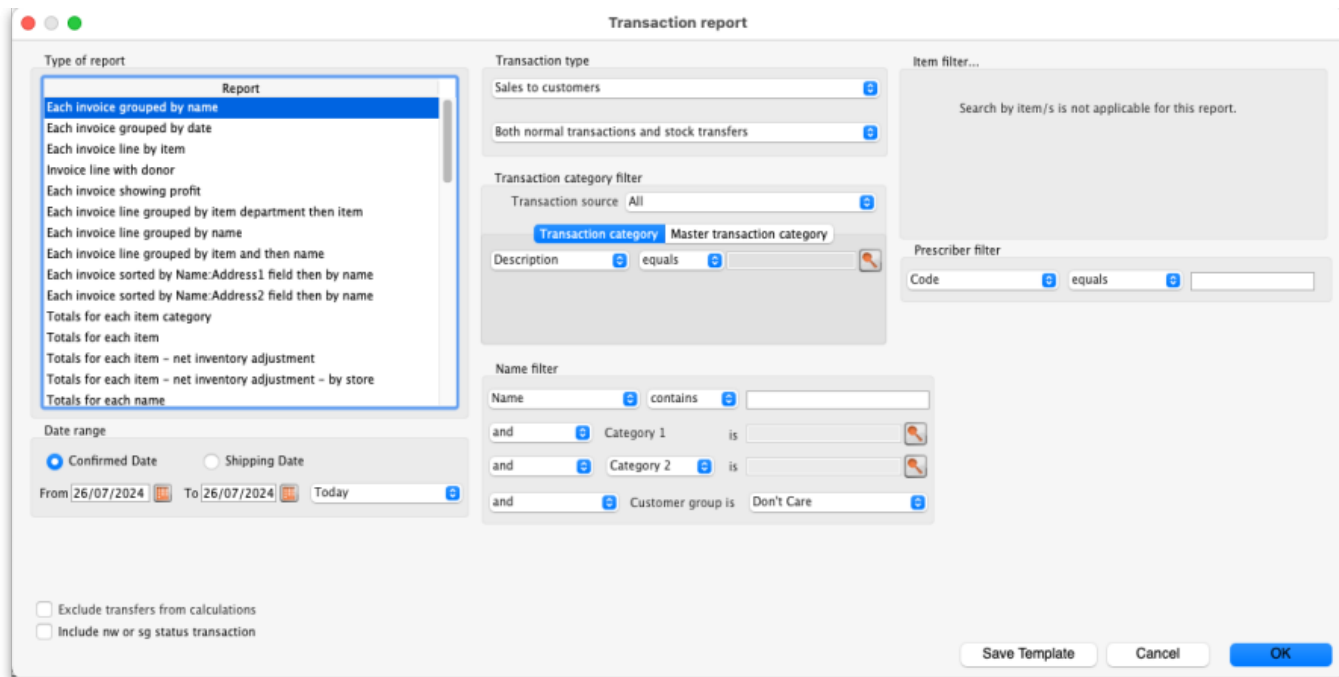 Transaction report
Type of report
Report
Each invoice grouped by name
Each invoice grouped by date
Each invoice line by item
Invoice line with donor
Each invoice showing profit
Each invoice line grouped by item department then item
Each invoice line grouped by name
Each invoice line grouped by item and then name
Each invoice sorted by Name:Address1 field then by name
Each invoice sorted by Name:Address2 field then by name
Totals for each item category
Totals for each item
Totals for each item - net inventory adjustment
Totals for each item - net inventory adjustment - by store
Totals for each name
Date range
Confirmed Date Shipping Date
From 26/07/2024 To 26/07/2024 Today
Exclude transfers from calculations
Include nw or sg status transaction
Transaction type
Sales to customers
Both normal transactions and stock transfers
Transaction category filter
Transaction source All
Transaction category Master transaction category
Description equals
Name filter
Name contains
and Category 1 is
and Category 2 is
and Customer group is Don't Care
Item filter...
Search by item/s is not applicable for this report.
Prescriber filter
Code equals
Save Template Cancel OK